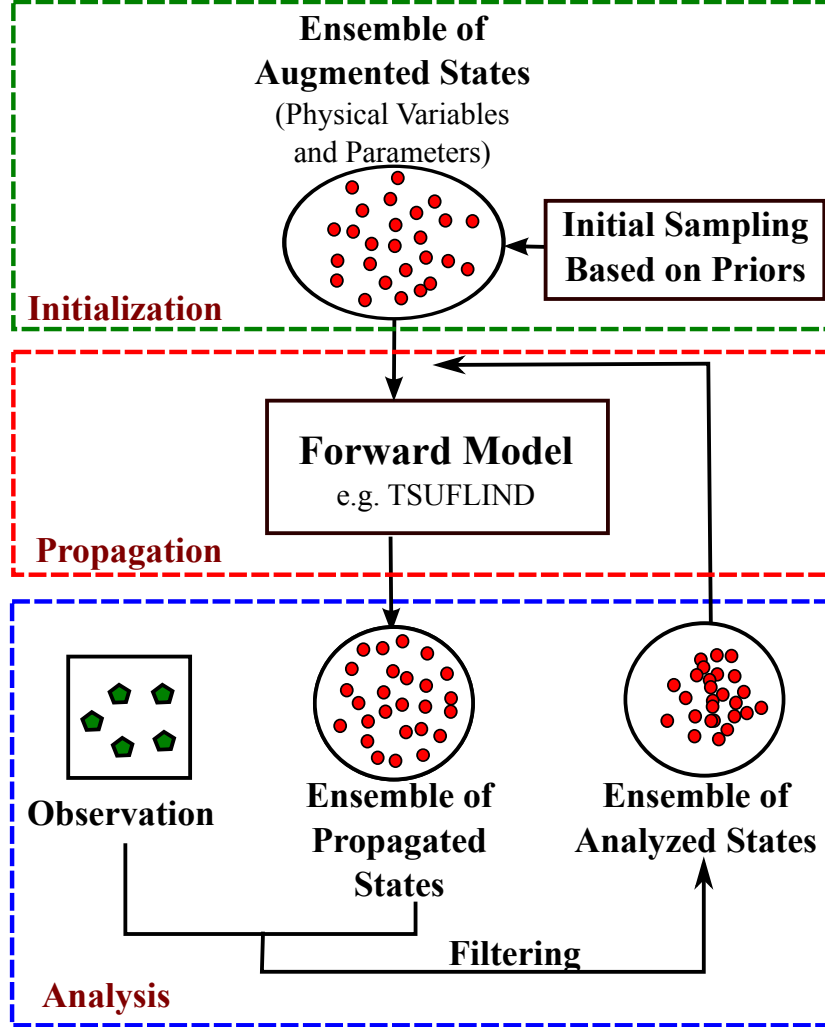 Ensemble of
Augmented States
(Physical Variables
and Parameters)
Initial Sampling
Based on Priors
Initialization
Forward Model
e.g. TSUFLIND
Propagation
Observation
Ensemble of
Propagated
States
Ensemble of
Analyzed States
Filtering
Analysis